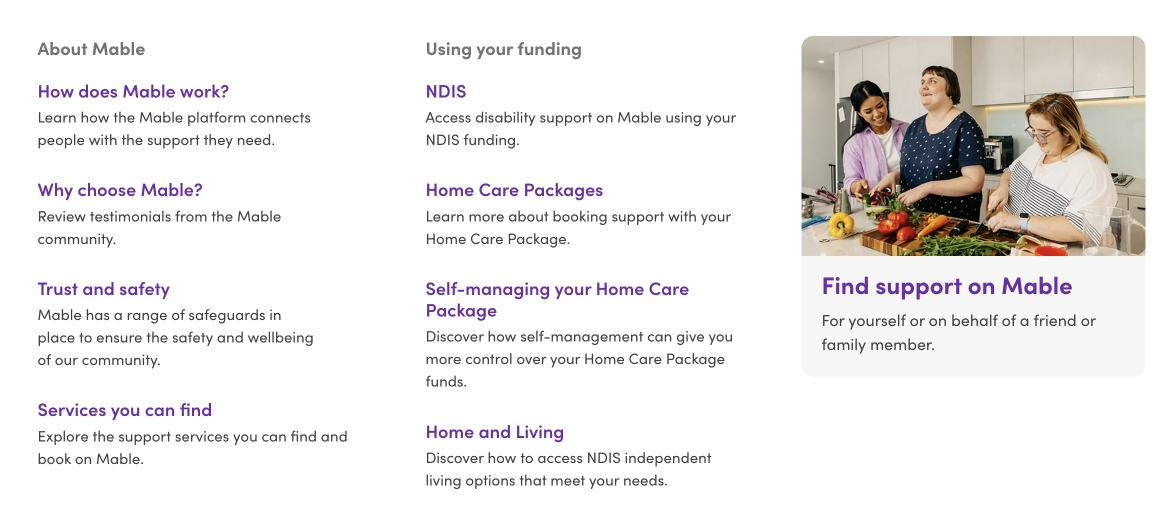 About Mable
How does Mable work?
Learn how the Mable platform connects
people with the support they need.
Why choose Mable?
Review testimonials from the Mable
community.
Trust and safety
Mable has a range of safeguards in
place to ensure the safety and wellbeing
of our community.
Services you can find
Explore the support services you can find and
book on Mable.
Using your funding
NDIS
Access disability support on Mable using your
NDIS funding.
Home Care Packages
Learn more about booking support with your
Home Care Package.
Self-managing your Home Care
Package
Discover how self-management can give you
more control over your Home Care Package
funds.
Home and Living
Discover how to access NDIS independent
living options that meet your needs.
Find support on Mable
For yourself or on behalf of a friend or
family member.